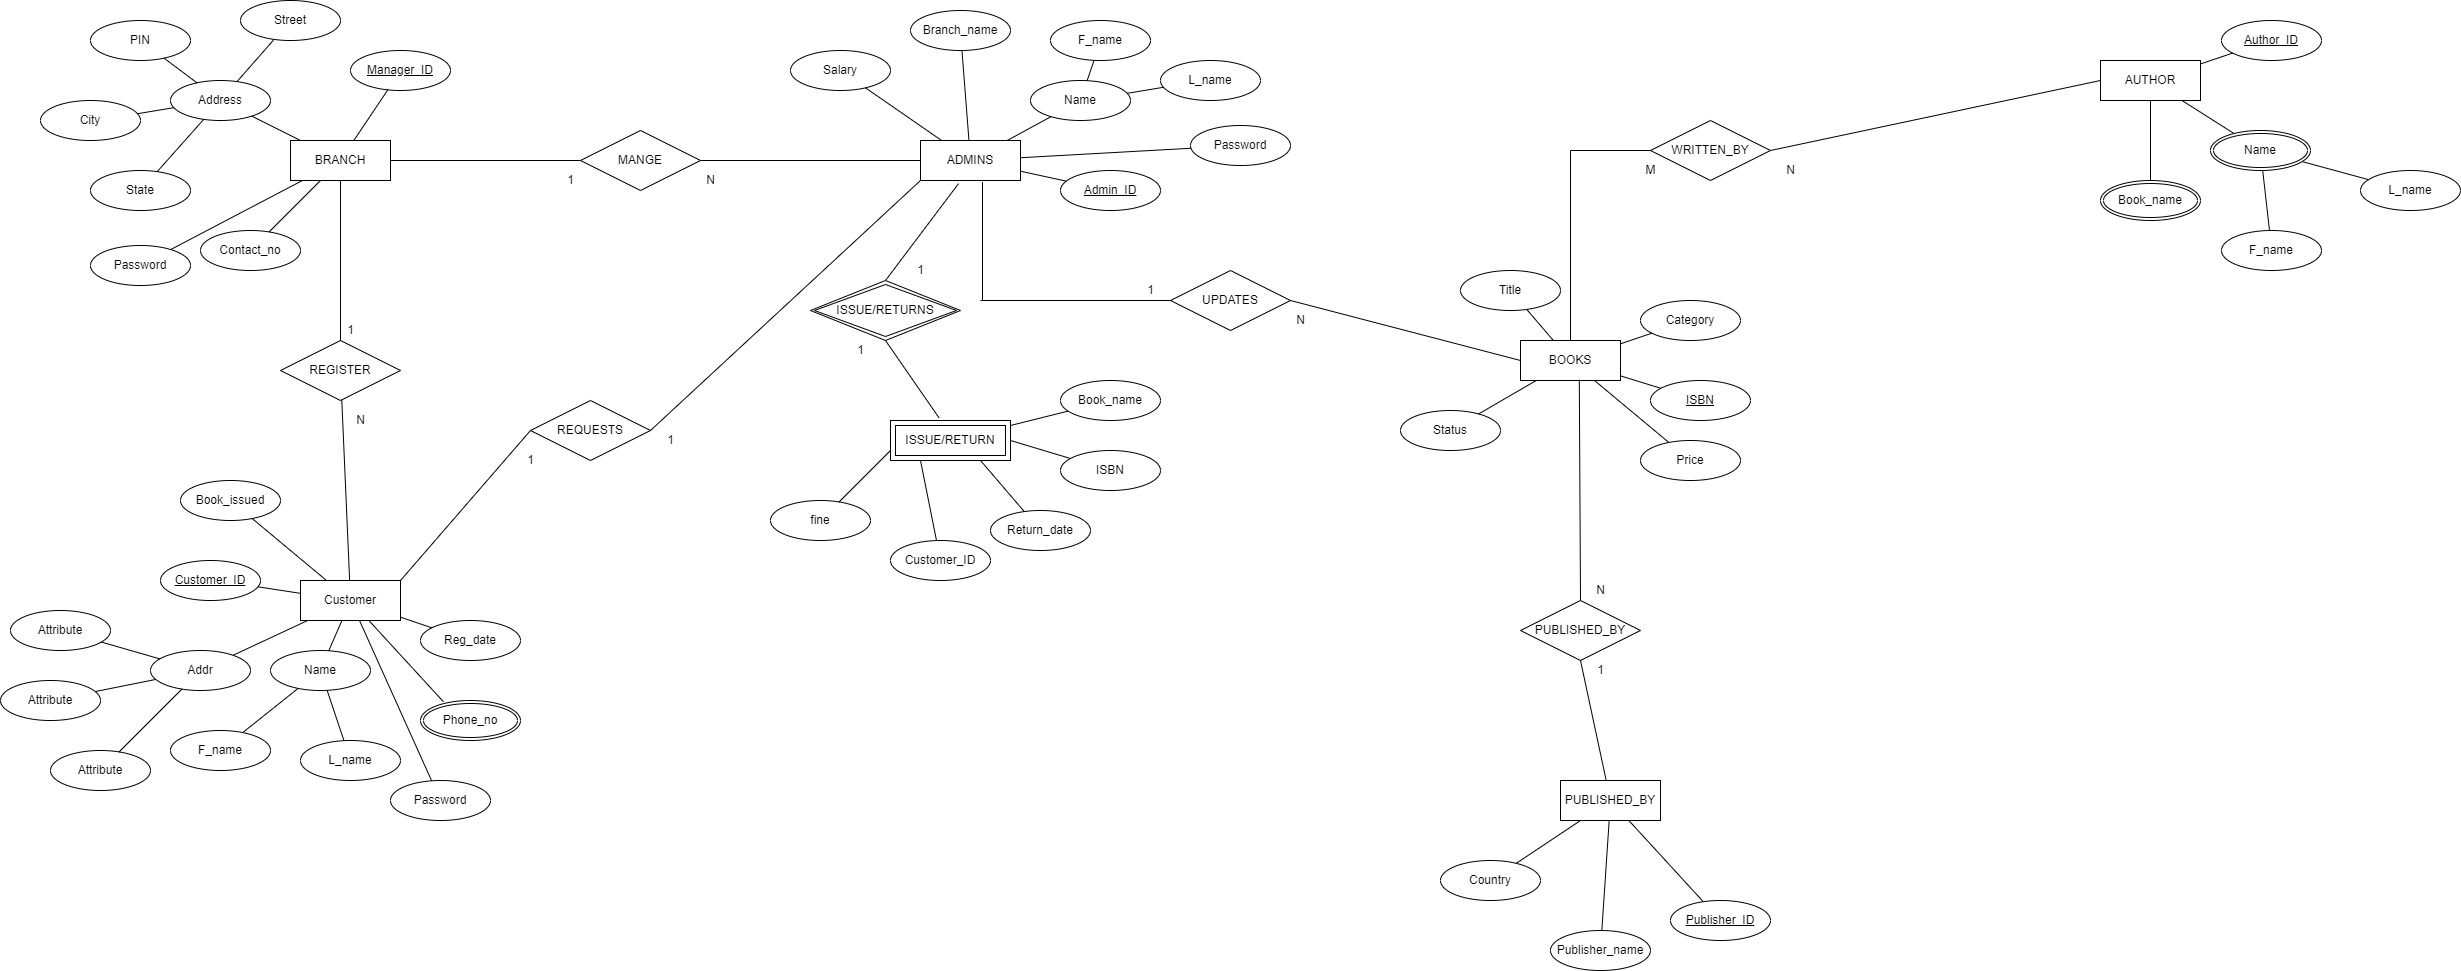 Street
PIN
Manager_ID
Address
City
BRANCH
State
Password
Contact_no
1
MANGE
N
Salary
Branch_name
F_name
L_name
Name
Password
ADMINS
Admin_ID
Author_ID
AUTHOR
WRITTEN_BY
M
N
Name
Book_name
L_name
F_name
1
ISSUE/RETURNS
1
1
UPDATES
N
Title
Category
BOOKS
ISBN
Status
Price
1
REGISTER
N
REQUESTS
1
1
Book_name
ISSUE/RETURN
ISBN
fine
Return_date
Customer_ID
Book_issued
Customer_ID
Customer
Attribute
Reg_date
Addr
Name
Attribute
Phone_no
F_name
L_name
Attribute
Password
N
PUBLISHED_BY
1
PUBLISHED_BY
Country
Publisher_ID
Publisher_name